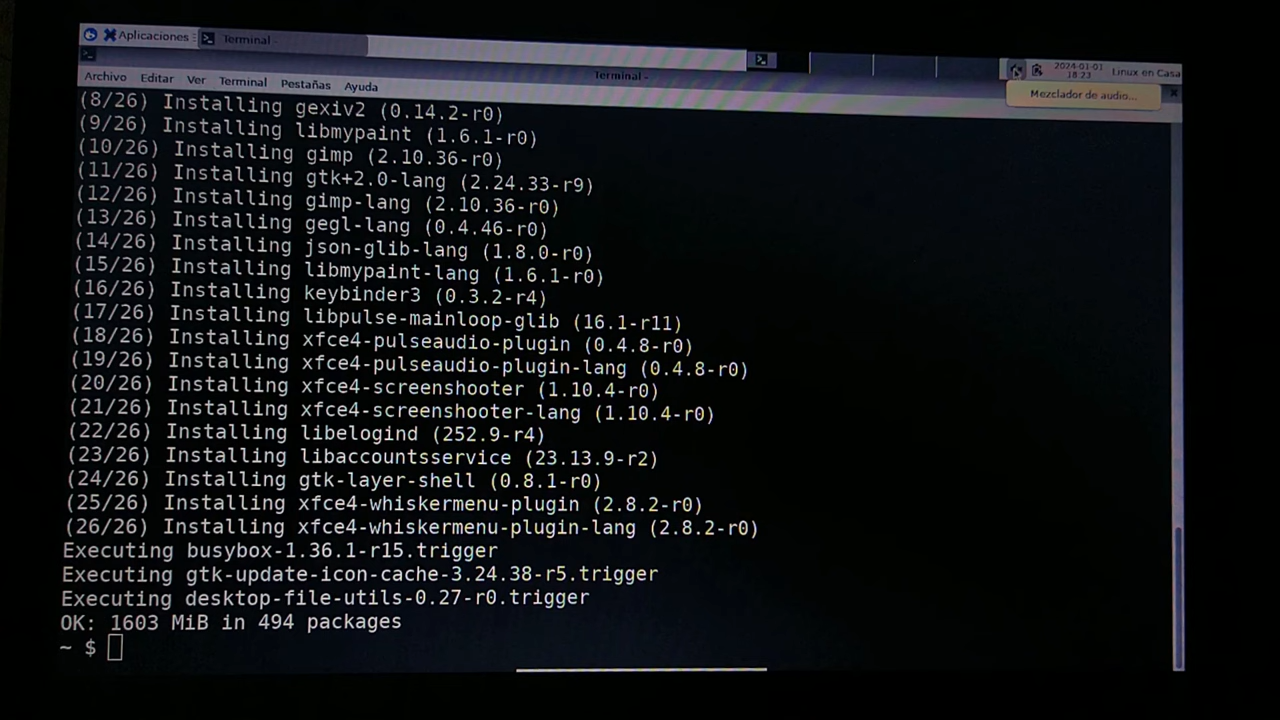 Aplicaciones
Terminal -
2024-01-01
18:23
Linux en Casa
Terminal -
Archivo Editar Ver Terminal Pestañas Ayuda
Mezclador de audio...
(8/26) Installing gexiv2 (0.14.2-r0)
(9/26) Installing libmypaint (1.6.1-r0)
(10/26) Installing gimp (2.10.36-r0)
(11/26) Installing gtk+2.0-lang (2.24.33-r9)
(12/26) Installing gimp-lang (2.10.36-r0)
(13/26) Installing gegl-lang (0.4.46-r0)
(14/26) Installing json-glib-lang (1.8.0-r0)
(15/26) Installing libmypaint-lang (1.6.1-r0)
(16/26) Installing keybinder3 (0.3.2-r4)
(17/26) Installing libpulse-mainloop-glib (16.1-r11)
(18/26) Installing xfce4-pulseaudio-plugin (0.4.8-r0)
(19/26) Installing xfce4-pulseaudio-plugin-lang (0.4.8-r0)
(20/26) Installing xfce4-screenshooter (1.10.4-r0)
(21/26) Installing xfce4-screenshooter-lang (1.10.4-r0)
(22/26) Installing libelogind (252.9-r4)
(23/26) Installing libaccountsservice (23.13.9-r2)
(24/26) Installing gtk-layer-shell (0.8.1-r0)
(25/26) Installing xfce4-whiskermenu-plugin (2.8.2-r0)
(26/26) Installing xfce4-whiskermenu-plugin-lang (2.8.2-r0)
Executing busybox-1.36.1-r15.trigger
Executing gtk-update-icon-cache-3.24.38-r5.trigger
Executing desktop-file-utils-0.27-r0.trigger
OK: 1603 MiB in 494 packages
~ $